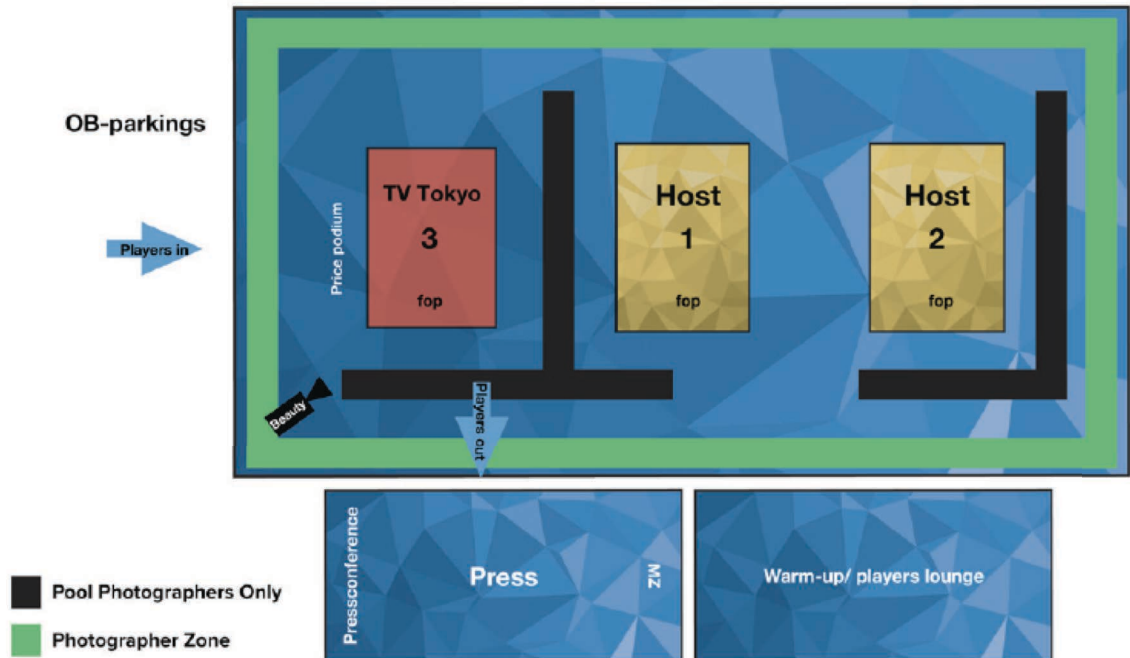 OB-parkings
Players in
Price podium
TV Tokyo
3
fop
Host
1
fop
Host
2
fop
Beauty
Players out
Pressconference
Press
MZ
Warm-up/ players lounge
Pool Photographers Only
Photographer Zone